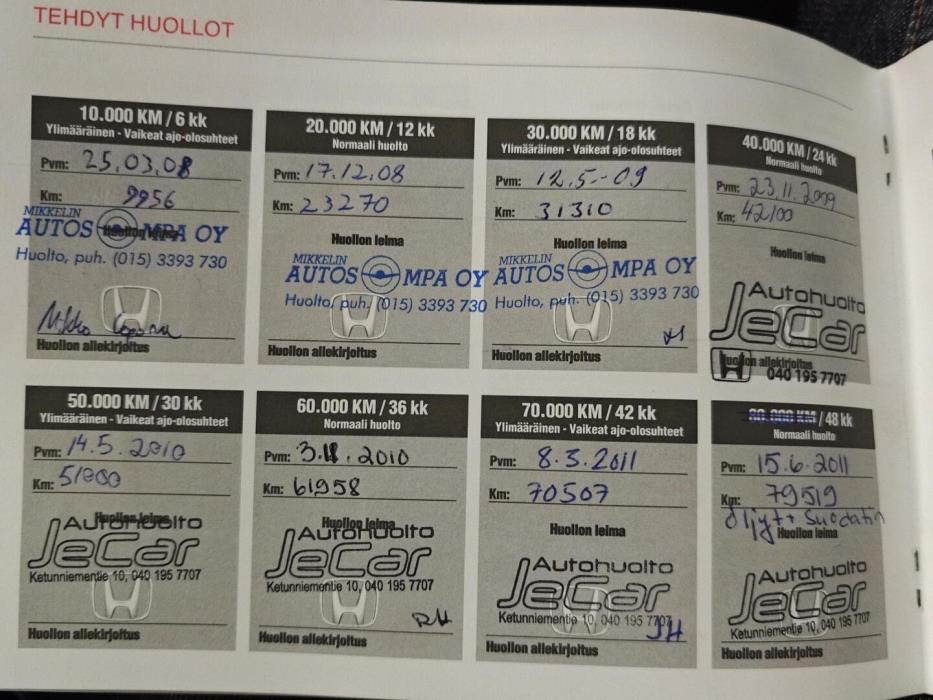 TEHDYT HUOLLOT
10.000 KM / 6 kk
Ylimääräinen - Vaikeat ajo-olosuhteet
Pvm: 25.03.08
Km: 9956
Huollon leima
MIKKELIN
AUTOSOMPA OY
Huolto, puh. (015) 3393 730
Huollon allekirjoitus
20.000 KM / 12 kk
Normaali huolto
Pvm: 17.12.08
Km: 23270
Huollon leima
MIKKELIN
AUTOSOMPA OY
Huolto, puh. (015) 3393 730
Huollon allekirjoitus
30.000 KM / 18 kk
Ylimääräinen - Vaikeat ajo-olosuhteet
Pvm: 12.5-09
Km: 31310
Huollon leima
MIKKELIN
AUTOSOMPA OY
Huolto, puh. (015) 3393 730
Huollon allekirjoitus
40.000 KM / 24 kk
Normaali huolto
Pvm: 23.11.2009
Km: 42100
Huollon leima
Autohuolto
JeCar
Huollon allekirjoitus
040 195 7707
50.000 KM / 30 kk
Ylimääräinen - Vaikeat ajo-olosuhteet
Pvm: 14.5.2010
Km: 51000
Huollon leima
Autohuolto
JeCar
Ketunniementie 10, 040 195 7707
Huollon allekirjoitus
60.000 KM / 36 kk
Normaali huolto
Pvm: 3.11.2010
Km: 61958
Huollon leima
Autohuolto
JeCar
Ketunniementie 10, 040 195 7707
Huollon allekirjoitus
70.000 KM / 42 kk
Ylimääräinen - Vaikeat ajo-olosuhteet
Pvm: 8.3.2011
Km: 70507
Huollon leima
Autohuolto
JeCar
Ketunniementie 10, 040 195 7707
JH
Huollon allekirjoitus
80.000 KM / 48 kk
Normaali huolto
Pvm: 15.6.2011
Km: 79519
öljyt + Suodatin
Huollon leima
Autohuolto
JeCar
Ketunniementie 10, 040 195 7707
Huollon allekirjoitus